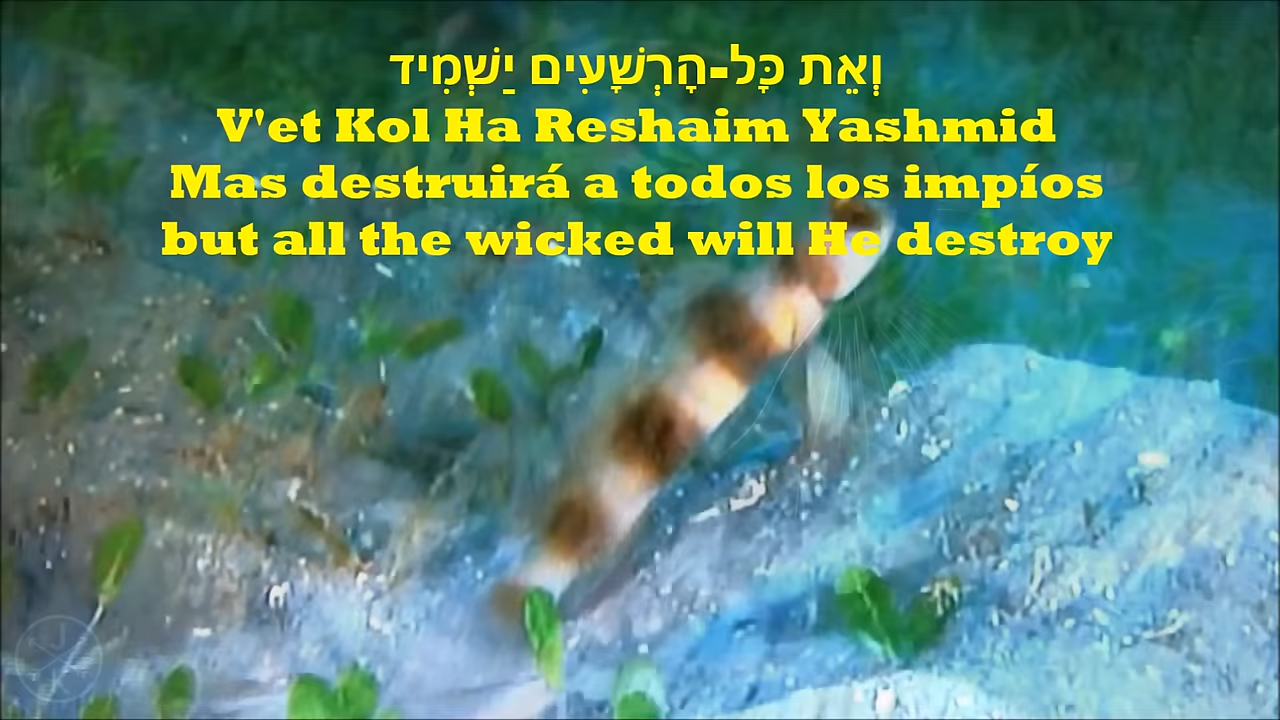 וְאֵת כָּל-הָרְשָׁעִים יַשְׁמִיד
V'et Kol Ha Reshaim Yashmid
Mas destruirá a todos los impíos
but all the wicked will He destroy